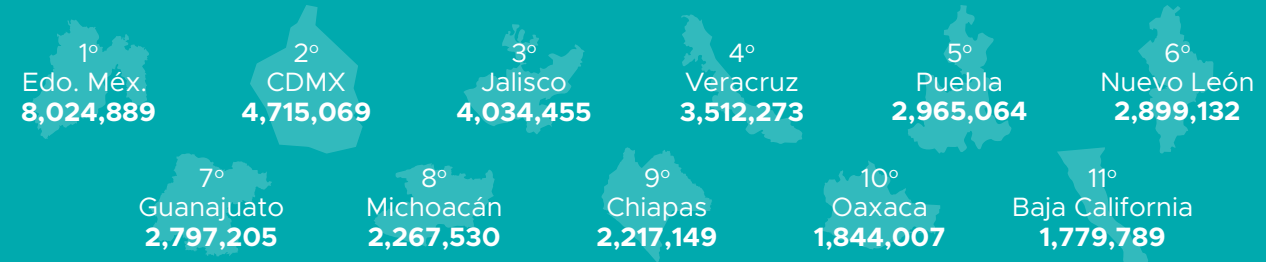 1º 2º 3º 4º 5º 6º
Edo. Méx. CDMX Jalisco Veracruz Puebla Nuevo León
8,024,889 4,715,069 4,034,455 3,512,273 2,965,064 2,899,132
7º 8º 9º 10º 11º
Guanajuato Michoacán Chiapas Oaxaca Baja California
2,797,205 2,267,530 2,217,149 1,844,007 1,779,789